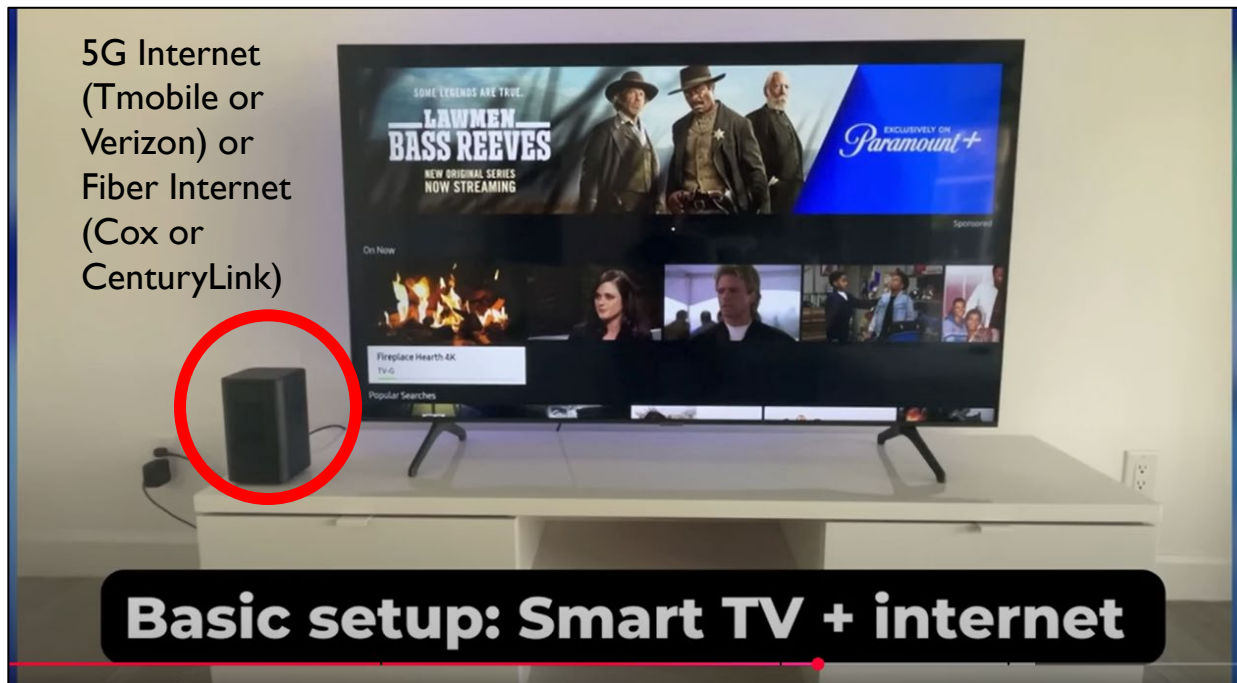 5G Internet
(Tmobile or
Verizon) or
Fiber Internet
(Cox or
CenturyLink)
SOME LEGENDS ARE TRUE.
LAWMEN
BASS REEVES
NEW ORIGINAL SERIES
NOW STREAMING
EXCLUSIVELY ON
Paramount+
Sponsored
On Now
Fireplace Hearth 4K
TV-G
Popular Searches
Basic setup: Smart TV + internet